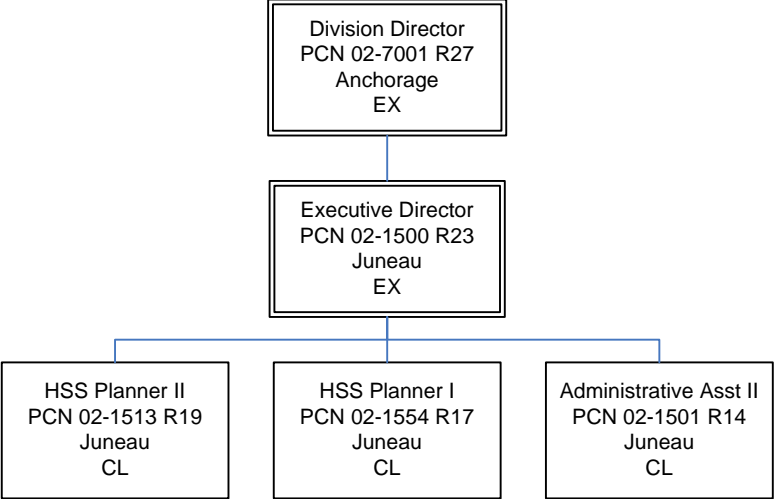 Division Director
PCN 02-7001 R27
Anchorage
EX
Executive Director
PCN 02-1500 R23
Juneau
EX
HSS Planner II
PCN 02-1513 R19
Juneau
CL
HSS Planner I
PCN 02-1554 R17
Juneau
CL
Administrative Asst II
PCN 02-1501 R14
Juneau
CL